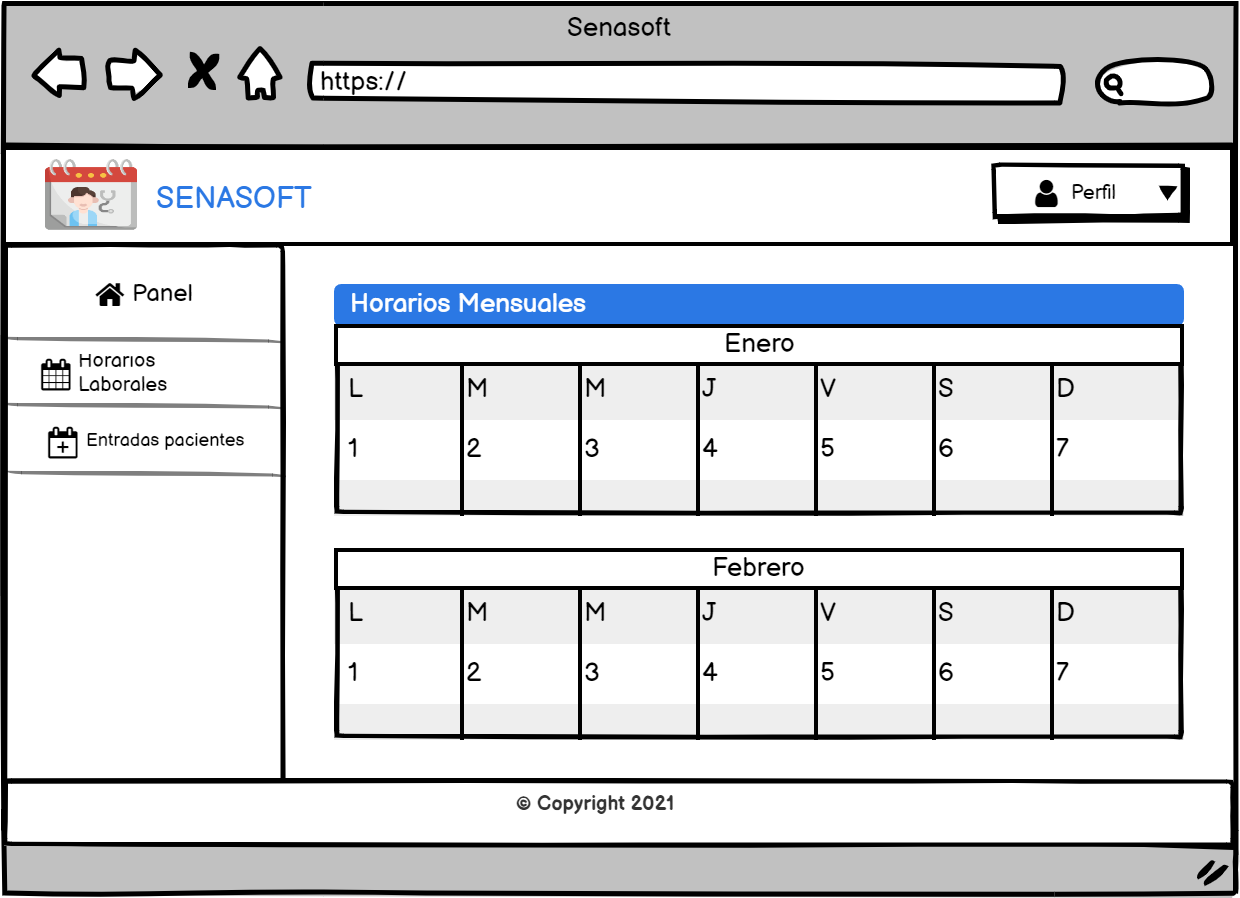 Senasoft
https://
SENASOFT
Perfil
Panel
Horarios
Laborales
Entradas pacientes
Horarios Mensuales
Enero
L M M J V S D
1 2 3 4 5 6 7
Febrero
L M M J V S D
1 2 3 4 5 6 7
© Copyright 2021